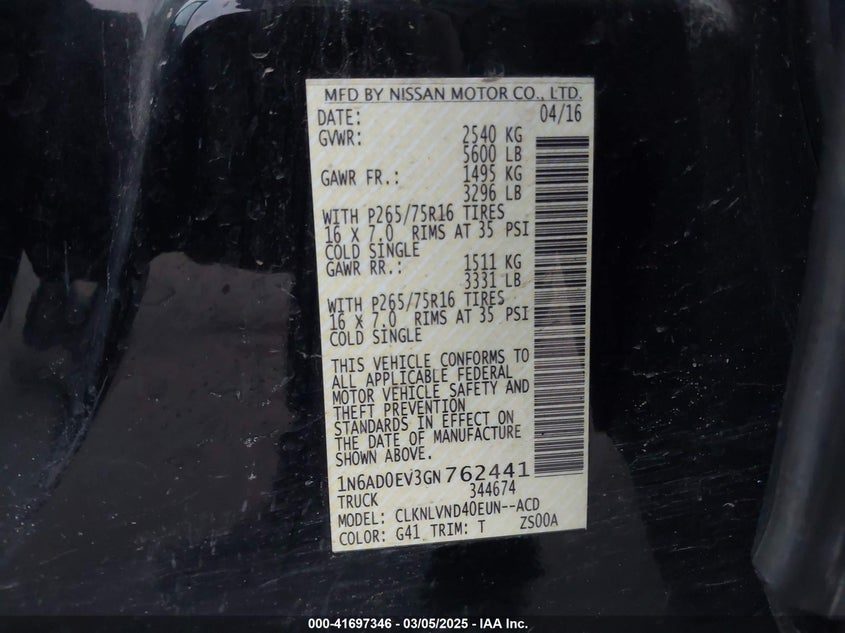 MFD BY NISSAN MOTOR CO., LTD.
DATE: 04/16
GVWR: 2540 KG
5600 LB
GAWR FR.: 1495 KG
3296 LB
WITH P265/75R16 TIRES
16 X 7.0 RIMS AT 35 PSI
COLD SINGLE
GAWR RR.: 1511 KG
3331 LB
WITH P265/75R16 TIRES
16 X 7.0 RIMS AT 35 PSI
COLD SINGLE
THIS VEHICLE CONFORMS TO
ALL APPLICABLE FEDERAL
MOTOR VEHICLE SAFETY AND
THEFT PREVENTION
STANDARDS IN EFFECT ON
THE DATE OF MANUFACTURE
SHOWN ABOVE.
1N6AD0EV3GN762441
TRUCK 344674
MODEL: CLKNLVND40EUN--ACD
COLOR: G41 TRIM: T ZS00A
000-41697346 - 03/05/2025 - IAA Inc.